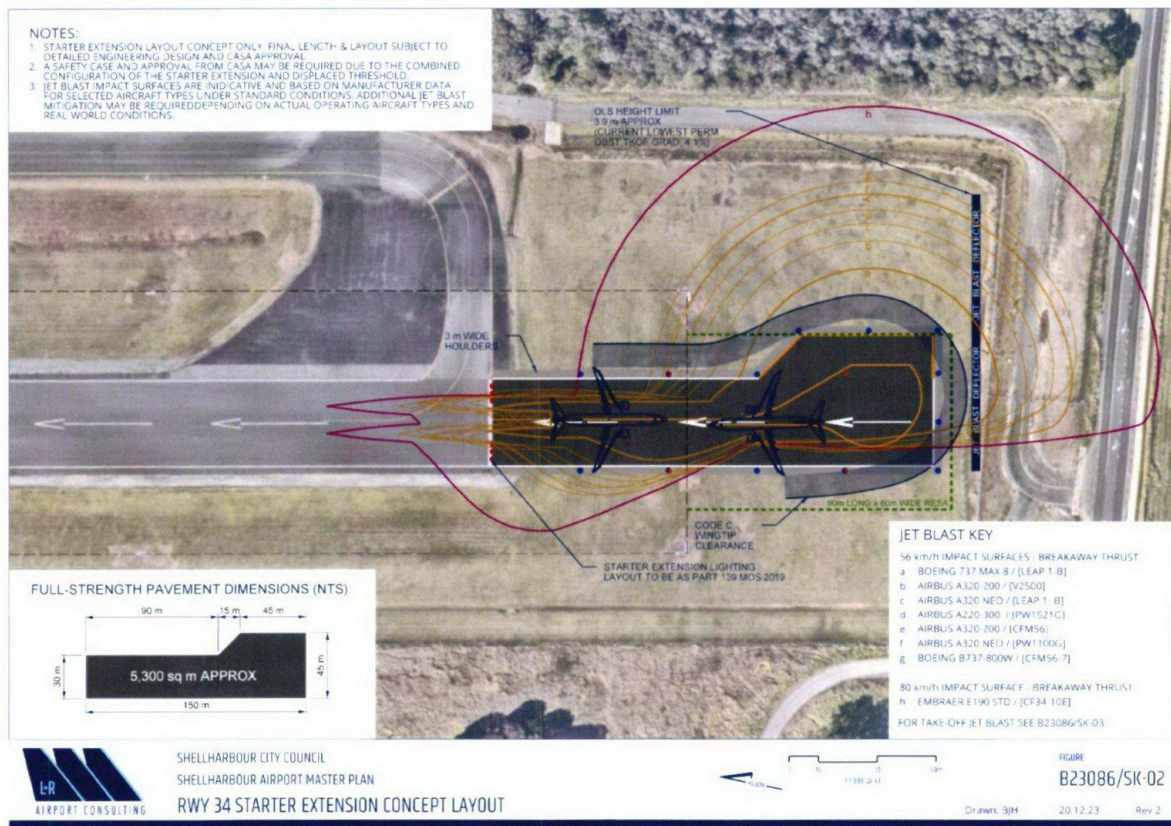 NOTES:
1. STARTER EXTENSION LAYOUT CONCEPT ONLY. FINAL LENGTH & LAYOUT SUBJECT TO
DETAILED ENGINEERING DESIGN AND CASA APPROVAL
2. A SAFETY CASE AND APPROVAL FROM CASA MAY BE REQUIRED DUE TO THE COMBINED
CONFIGURATION OF THE STARTER EXTENSION AND DISPLACED THRESHOLD.
3. JET BLAST IMPACT SURFACES ARE INIDICATIVE AND BASED ON MANUFACTURER DATA
FOR SELECTED AIRCRAFT TYPES UNDER STANDARD CONDITIONS. ADDITIONAL JET BLAST
MITIGATION MAY BE REQUIREDDEPENDING ON ACTUAL OPERATING AIRCRAFT TYPES AND
REAL WORLD CONDITIONS.
OLS HEIGHT LIMIT
3.9 m APPROX
(CURRENT LOWEST PERM
OBST TKOF GRAD 4.1%)
h
JET BLAST DEFLECTOR JET BLAST DEFLECTOR
3 m WIDE
HOULDERS
90m LONG x 60m WIDE RESA
CODE C
WINGTIP
CLEARANCE
STARTER EXTENSION LIGHTING
LAYOUT TO BE AS PART 139 MOS 2019
FULL-STRENGTH PAVEMENT DIMENSIONS (NTS)
90 m 15 m 45 m
30 m
5,300 sq m APPROX
45 m
150 m
JET BLAST KEY
56 km/h IMPACT SURFACES - BREAKAWAY THRUST
a BOEING 737 MAX 8 / [LEAP 1-B]
b AIRBUS A320-200 / [V2500]
c AIRBUS A320 NEO / [LEAP 1-B]
d AIRBUS A220-300 / [PW1521G]
e AIRBUS A320-200 / [CFM56]
f AIRBUS A320 NEO / [PW1100G]
g BOEING B737-800W / [CFM56-7]
80 km/h IMPACT SURFACE - BREAKAWAY THRUST
h EMBRAER E190 STD / [CF34-10E]
FOR TAKE-OFF JET BLAST SEE B23086/SK-03
L+R
AIRPORT CONSULTING
SHELLHARBOUR CITY COUNCIL
SHELLHARBOUR AIRPORT MASTER PLAN
RWY 34 STARTER EXTENSION CONCEPT LAYOUT
FIGURE
B23086/SK-02
Drawn: BJH 20.12.23 Rev 2